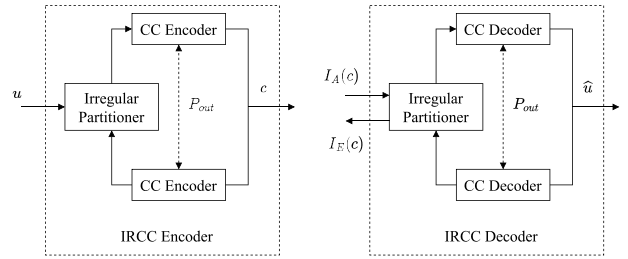 CC Encoder
u
Irregular
Partitioner
P_out
c
CC Encoder
IRCC Encoder
CC Decoder
I_A(c)
I_E(c)
Irregular
Partitioner
P_out
û
CC Decoder
IRCC Decoder